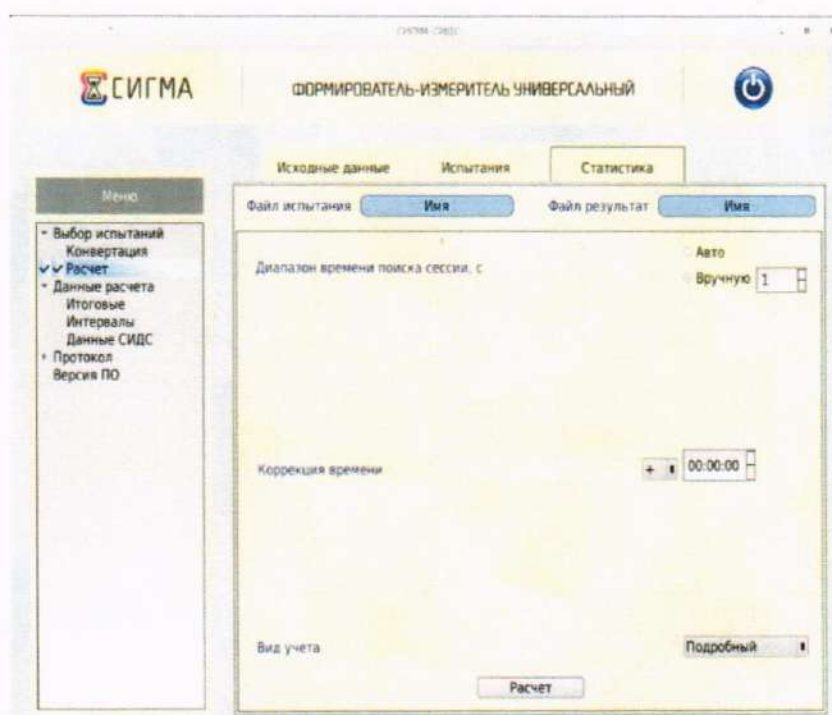 СИГМА-СИДС
СИГМА
ФОРМИРОВАТЕЛЬ-ИЗМЕРИТЕЛЬ УНИВЕРСАЛЬНЫЙ
Исходные данные Испытания Статистика
Меню
Файл испытания Имя Файл результат Имя
Выбор испытаний
Конвертация
Расчет
Данные расчета
Итоговые
Интервалы
Данные СИДС
Протокол
Версия ПО
Диапазон времени поиска сессии, с
Авто
Вручную 1
Коррекция времени + 00:00:00
Вид учета Подробный
Расчет